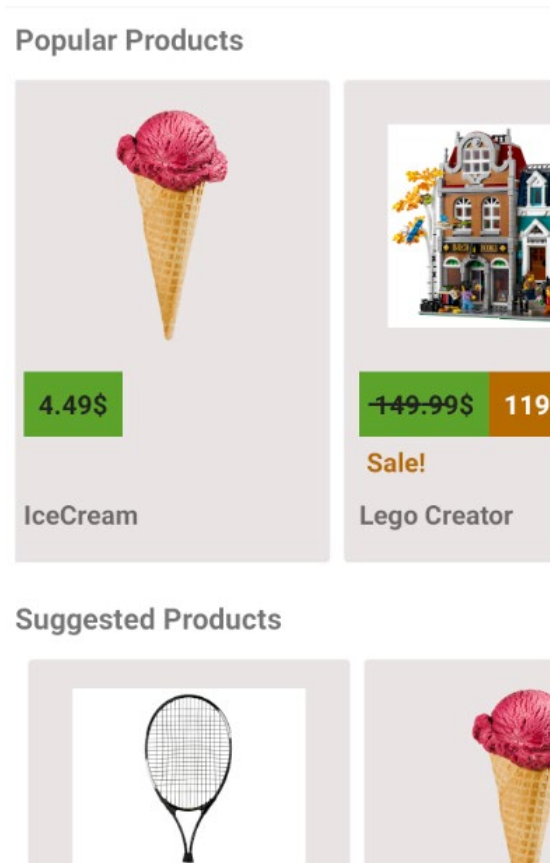 Popular Products
4.49$
149.99$ 119
Sale!
IceCream
Lego Creator
Suggested Products